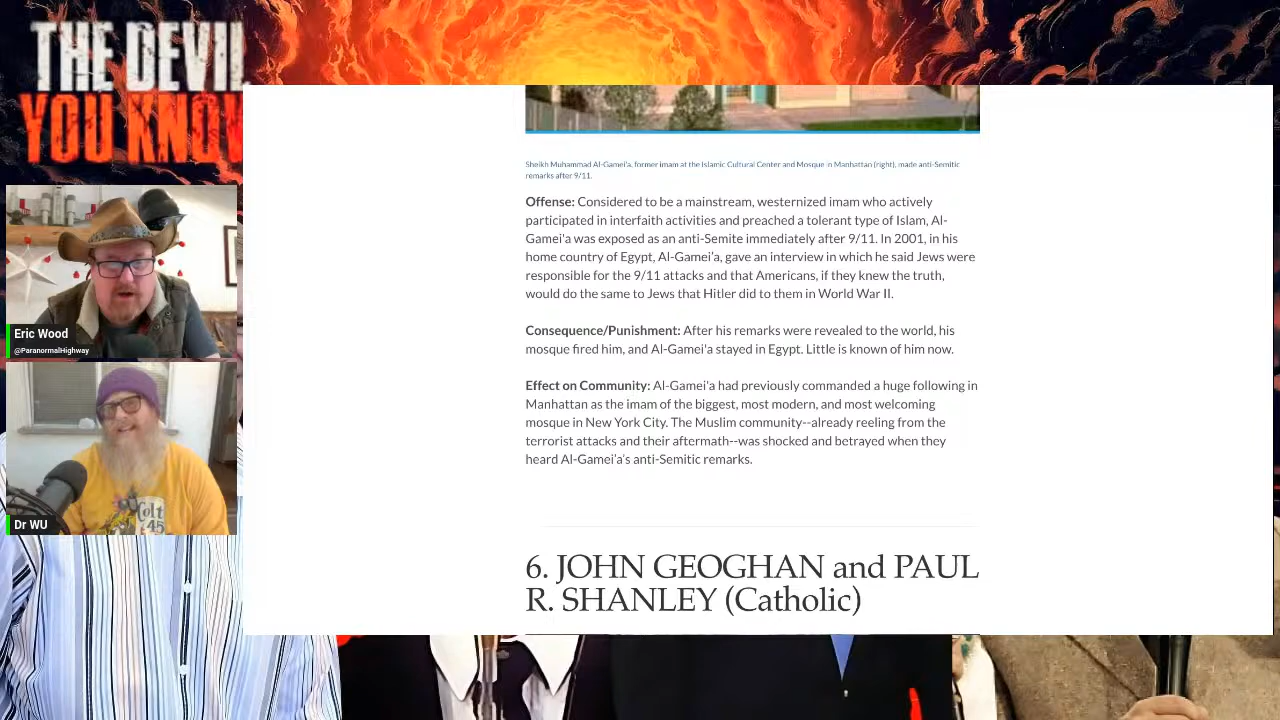 THE DEVIL
YOU KNOW
Eric Wood
@ParanormalHighway
Dr WU
Colt
45
Sheikh Muhammad Al-Gamei'a, former imam at the Islamic Cultural Center and Mosque in Manhattan (right), made anti-Semitic
remarks after 9/11.
Offense: Considered to be a mainstream, westernized imam who actively
participated in interfaith activities and preached a tolerant type of Islam, Al-
Gamei'a was exposed as an anti-Semite immediately after 9/11. In 2001, in his
home country of Egypt, Al-Gamei'a, gave an interview in which he said Jews were
responsible for the 9/11 attacks and that Americans, if they knew the truth,
would do the same to Jews that Hitler did to them in World War II.
Consequence/Punishment: After his remarks were revealed to the world, his
mosque fired him, and Al-Gamei'a stayed in Egypt. Little is known of him now.
Effect on Community: Al-Gamei'a had previously commanded a huge following in
Manhattan as the imam of the biggest, most modern, and most welcoming
mosque in New York City. The Muslim community--already reeling from the
terrorist attacks and their aftermath--was shocked and betrayed when they
heard Al-Gamei'a's anti-Semitic remarks.
6. JOHN GEOGHAN and PAUL
R. SHANLEY (Catholic)